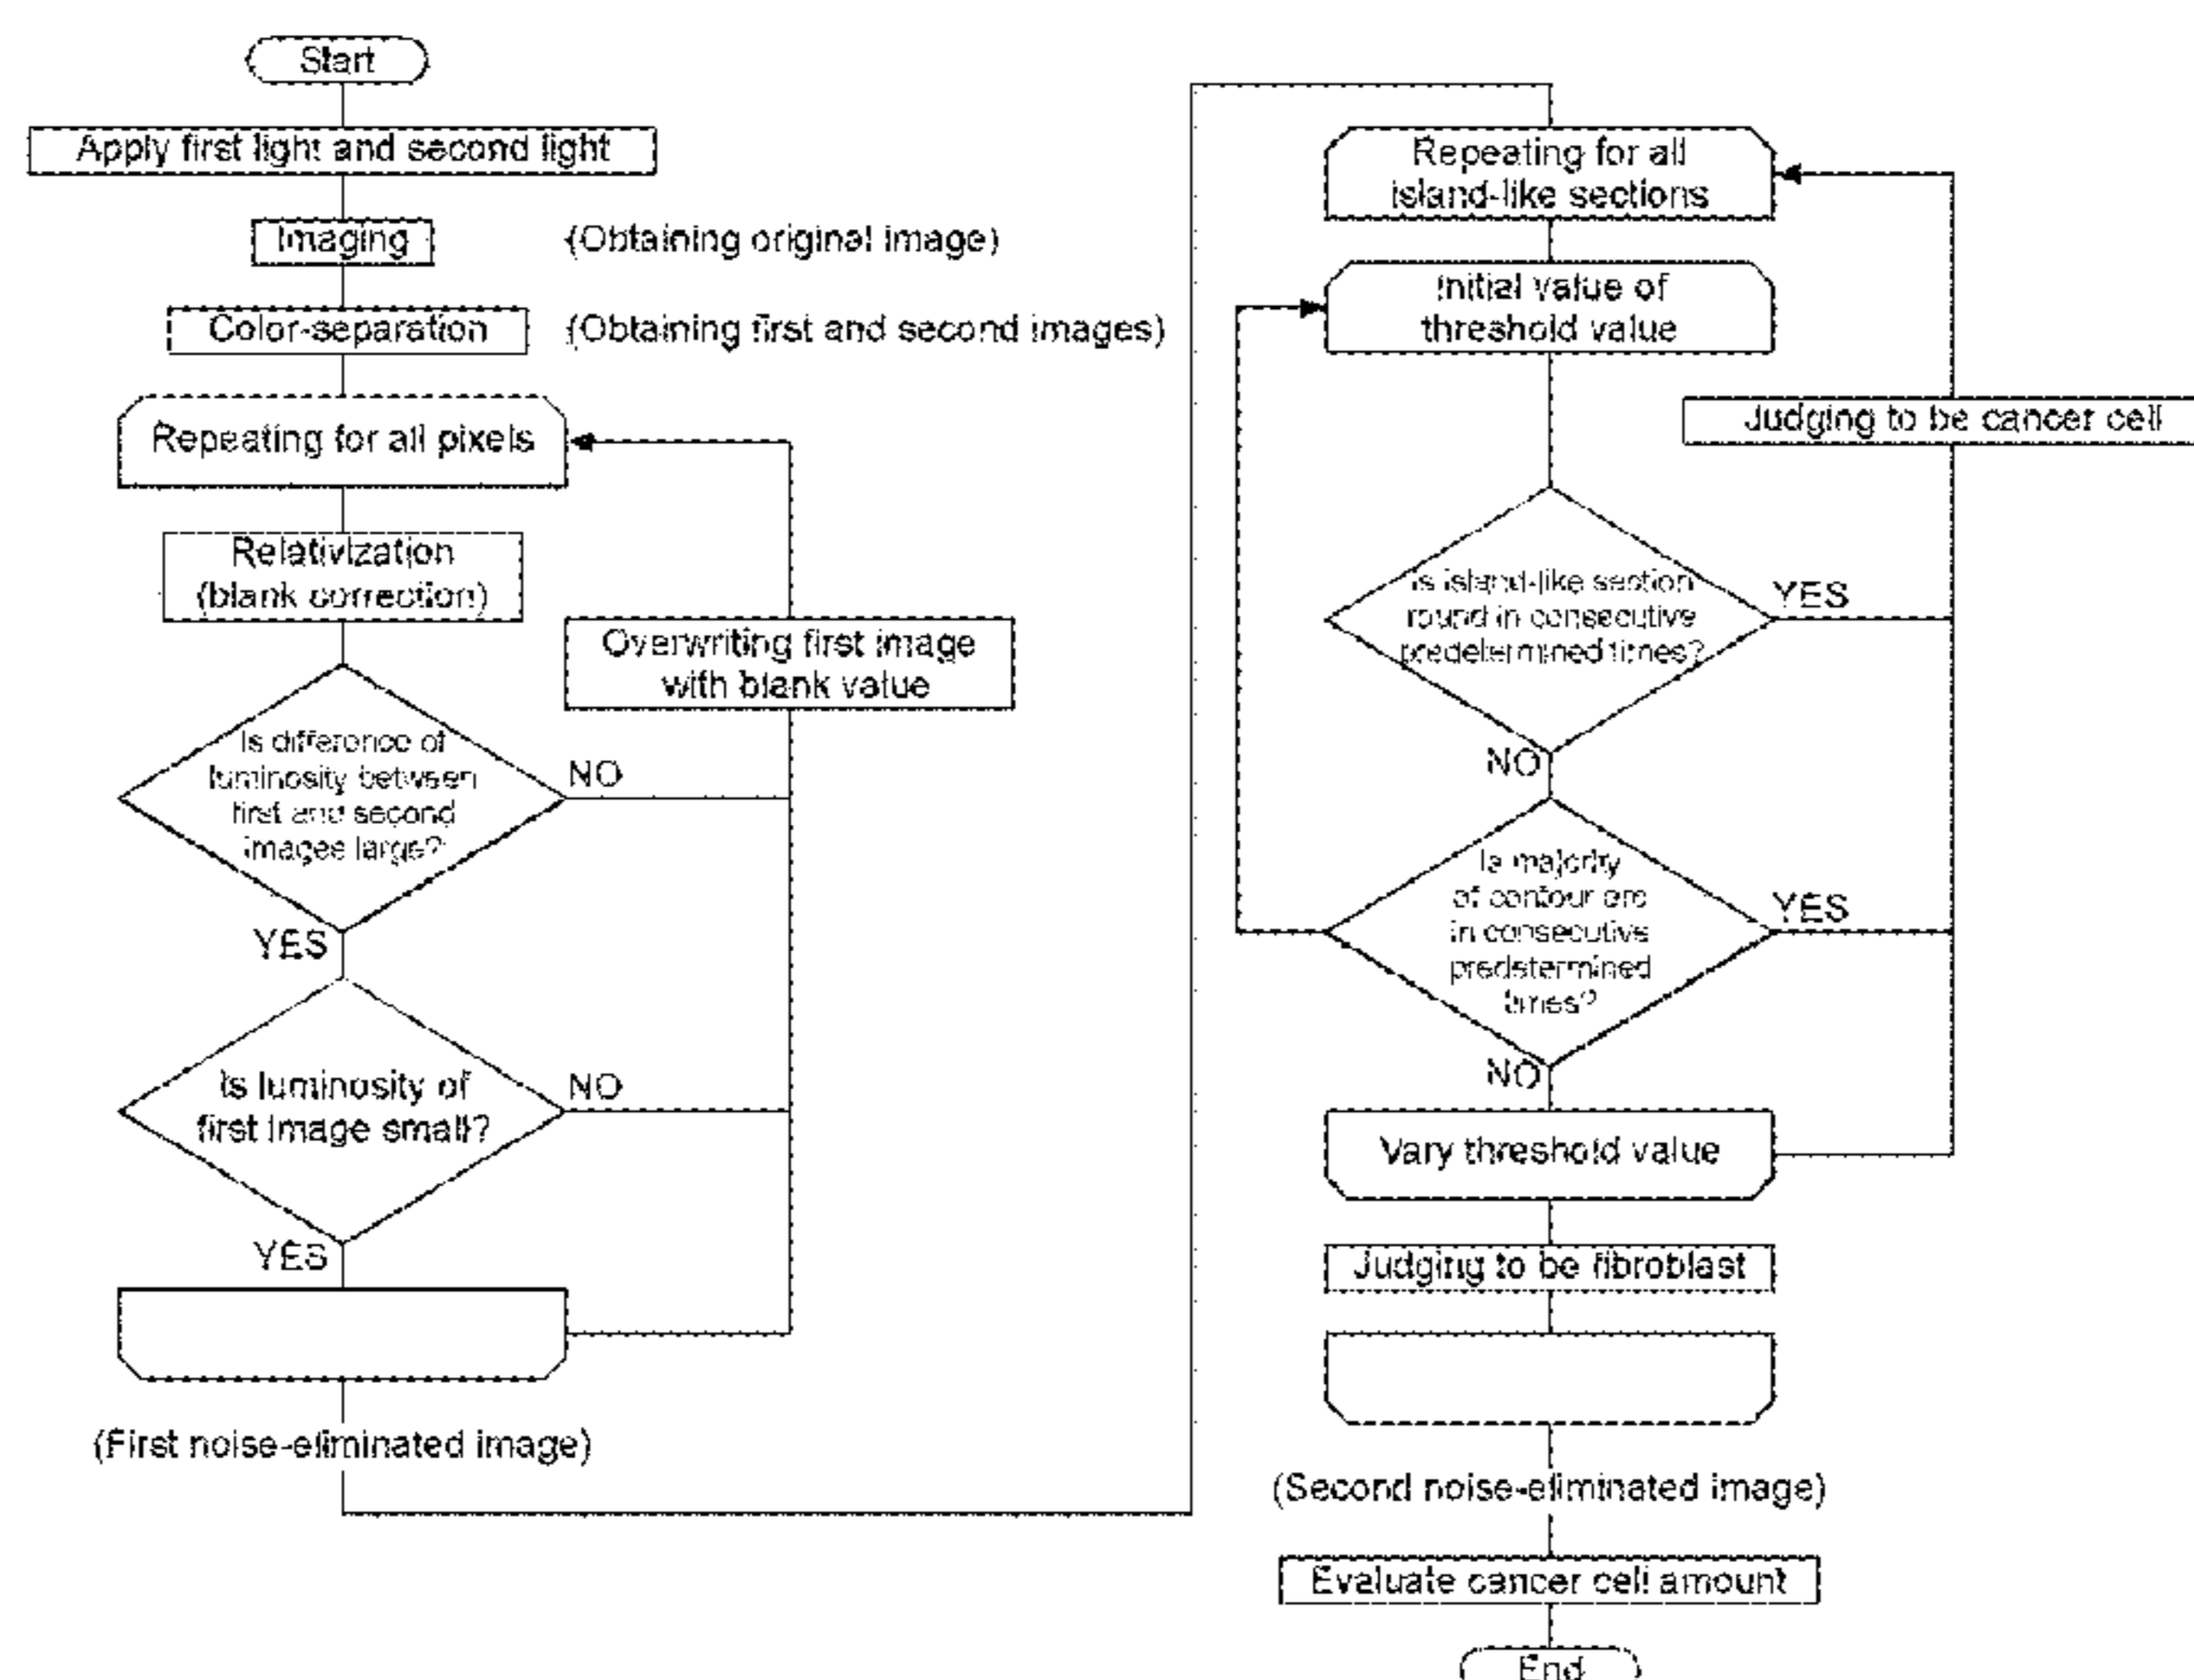 Start
Apply first light and second light
Imaging
(Obtaining original image)
Color-separation
(Obtaining first and second images)
Repeating for all pixels
Relativization
(blank correction)
Overwriting first image
with blank value
Is difference of
luminosity between
first and second
images large?
NO
YES
Is luminosity of
first image small?
NO
YES
(First noise-eliminated image)
Repeating for all
island-like sections
Initial value of
threshold value
Judging to be cancer cell
Is island-like section
round in consecutive
predetermined times?
YES
NO
Is majority
of contour arc
in consecutive
predetermined
times?
YES
NO
Vary threshold value
Judging to be fibroblast
(Second noise-eliminated image)
Evaluate cancer cell amount
End